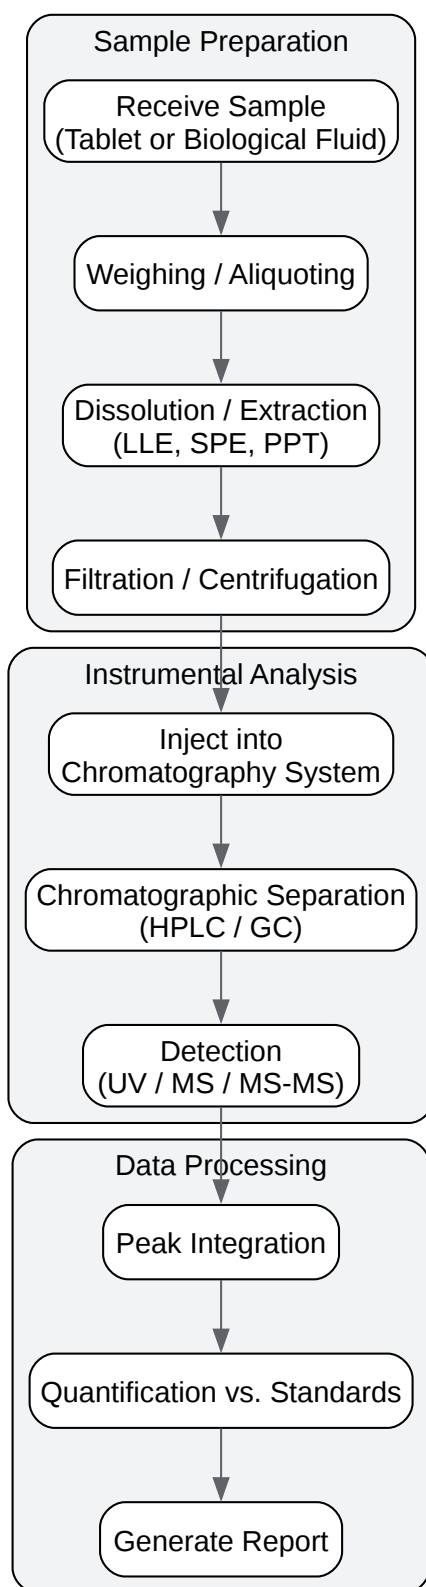 Sample Preparation
Receive Sample
(Tablet or Biological Fluid)
Weighing / Aliquoting
Dissolution / Extraction
(LLE, SPE, PPT)
Filtration / Centrifugation
Instrumental Analysis
Inject into
Chromatography System
Chromatographic Separation
(HPLC / GC)
Detection
(UV / MS / MS-MS)
Data Processing
Peak Integration
Quantification vs. Standards
Generate Report